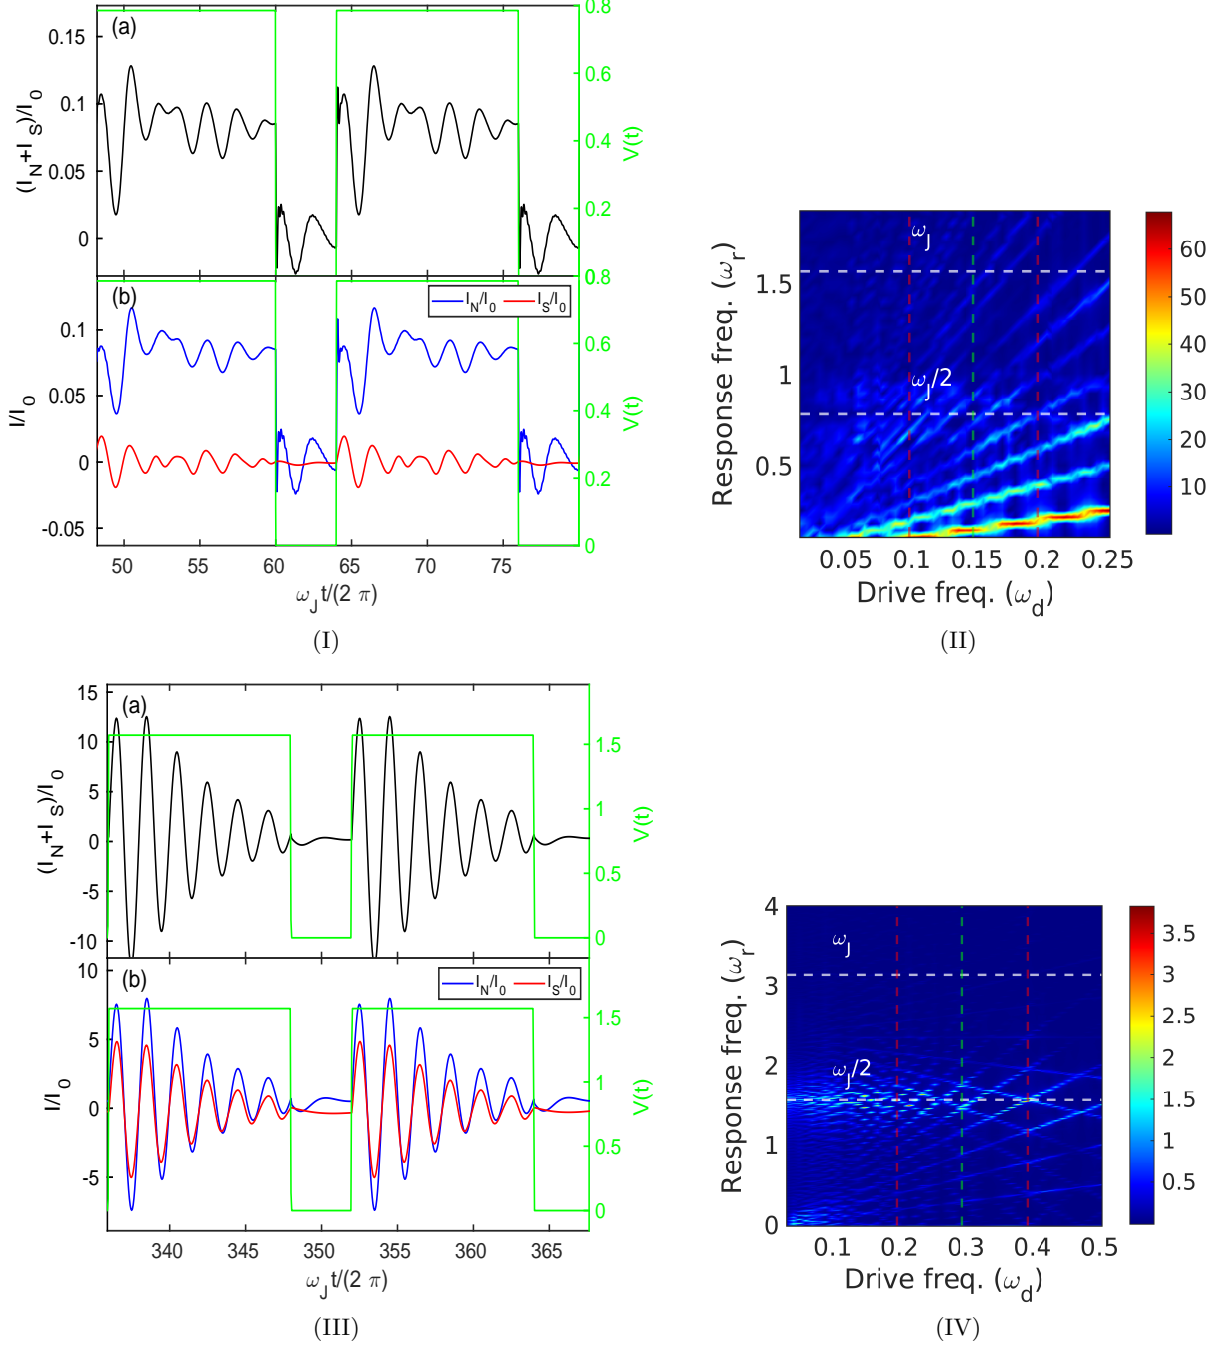 (a)
(I_N+I_S)/I_0
0.15
0.1
0.05
0
0.8
0.6
0.4
0.2
0
V(t)
(b)
I_N/I_0 I_S/I_0
I/I_0
0.1
0.05
0
-0.05
0.8
0.6
0.4
0.2
0
V(t)
50 55 60 65 70 75
ω_J t/(2 π)
(I)
Response freq. (ω_r)
1.5
1
0.5
ω_J
ω_J/2
0.05 0.1 0.15 0.2 0.25
Drive freq. (ω_d)
60
50
40
30
20
10
(II)
(a)
(I_N+I_S)/I_0
15
10
5
0
-5
-10
1.5
1
0.5
0
V(t)
(b)
I_N/I_0 I_S/I_0
I/I_0
10
5
0
-5
1.5
1
0.5
0
V(t)
340 345 350 355 360 365
ω_J t/(2 π)
(III)
Response freq. (ω_r)
4
3
2
1
0
ω_J
ω_J/2
0.1 0.2 0.3 0.4 0.5
Drive freq. (ω_d)
3.5
3
2.5
2
1.5
1
0.5
(IV)